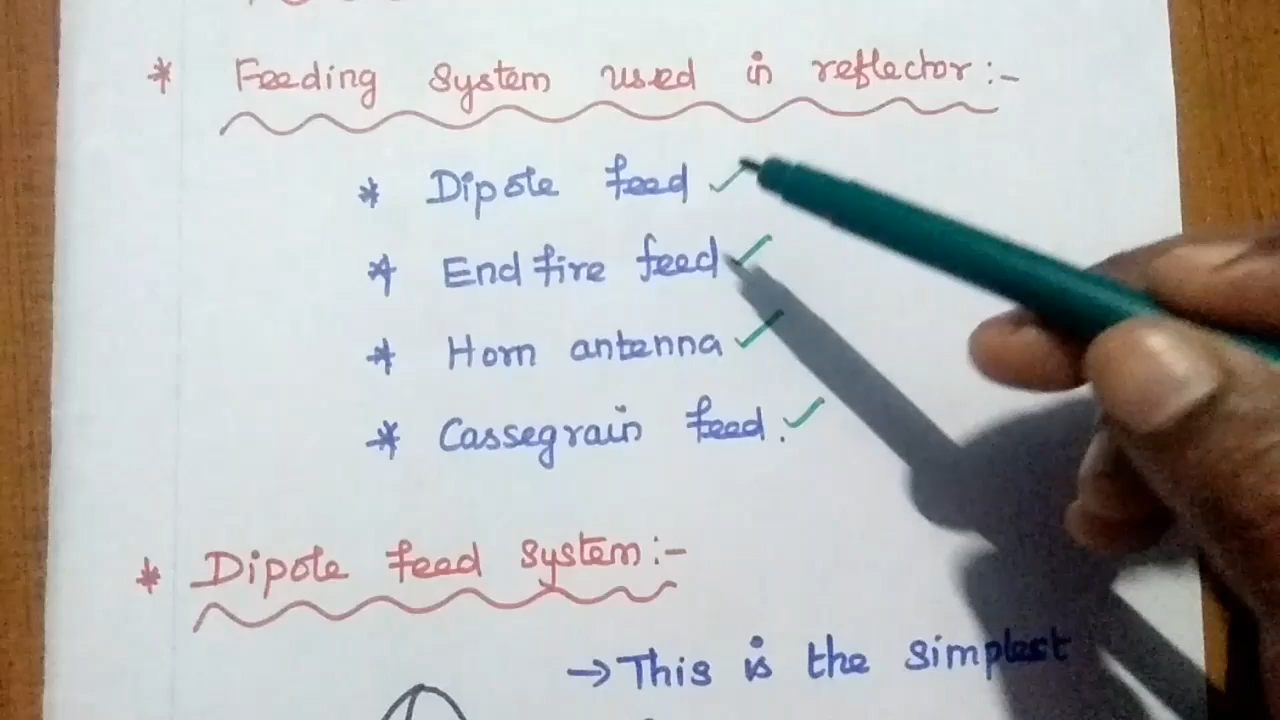 * Feeding system used in reflector:-
* Dipole feed ✓
* End fire feed ✓
* Horn antenna ✓
* Cassegrain feed. ✓
* Dipole feed system:-
→ This is the simplest